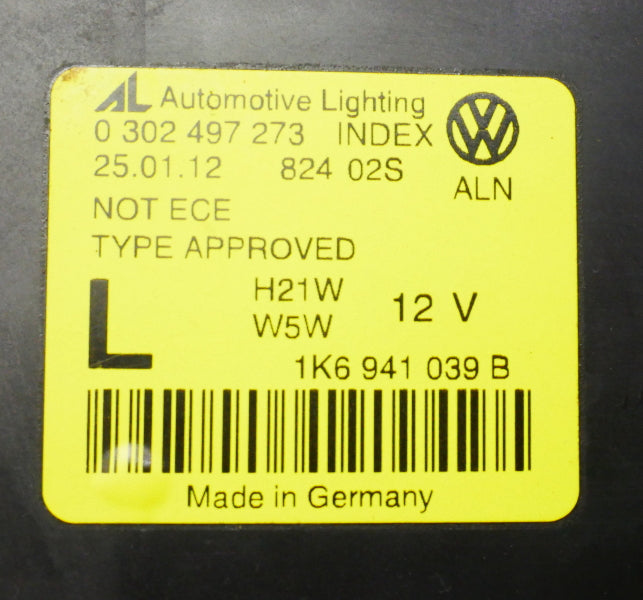 AL Automotive Lighting
0 302 497 273 INDEX
25.01.12 824 02S
ALN
NOT ECE
TYPE APPROVED
H21W
W5W
12 V
L
1K6 941 039 B
Made in Germany